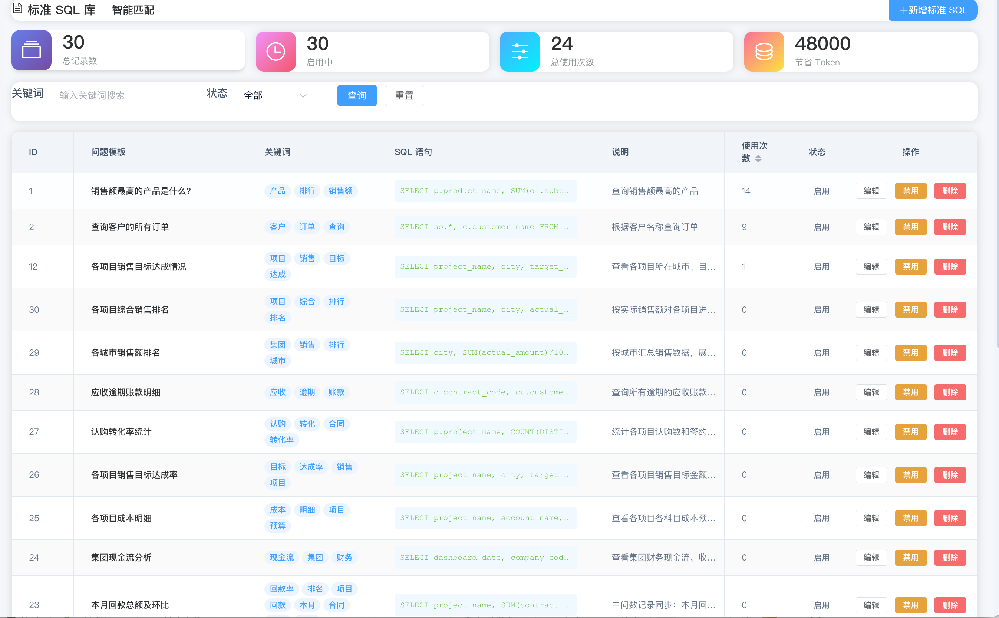 标准 SQL 库 智能匹配 +新增标准 SQL
30
总记录数
30
启用中
24
总使用次数
48000
节省 Token
关键词 输入关键词搜索 状态 全部 查询 重置
ID 问题模板 关键词 SQL 语句 说明 使用次数 状态 操作
1 销售额最高的产品是什么? 产品 排行 销售额 SELECT p.product_name, SUM(oi.subt... 查询销售额最高的产品 14 启用 编辑 禁用 删除
2 查询客户的所有订单 客户 订单 查询 SELECT so.*, c.customer_name FROM ... 根据客户名称查询订单 9 启用 编辑 禁用 删除
12 各项目销售目标达成情况 项目 销售 目标 达成 SELECT project_name, city, target_... 查看各项目所在城市、目... 1 启用 编辑 禁用 删除
30 各项目综合销售排名 项目 综合 排行 排名 SELECT project_name, city, actual_... 按实际销售额对各项目进... 0 启用 编辑 禁用 删除
29 各城市销售额排名 集团 销售 排行 城市 SELECT city, SUM(actual_amount)/10... 按城市汇总销售数据，展... 0 启用 编辑 禁用 删除
28 应收逾期账款明细 应收 逾期 账款 SELECT c.contract_code, cu.custome... 查询所有逾期的应收账款... 0 启用 编辑 禁用 删除
27 认购转化率统计 认购 转化 合同 转化率 SELECT p.project_name, COUNT(DISTI... 统计各项目认购数和签约... 0 启用 编辑 禁用 删除
26 各项目销售目标达成率 目标 达成率 销售 项目 SELECT project_name, city, target_... 查看各项目销售目标金额... 0 启用 编辑 禁用 删除
25 各项目成本明细 成本 明细 项目 预算 SELECT project_name, account_name,... 查看各项目各科目成本预... 0 启用 编辑 禁用 删除
24 集团现金流分析 现金流 集团 财务 SELECT dashboard_date, company_cod... 查看集团财务现金流、收... 0 启用 编辑 禁用 删除
23 本月回款总额及环比 回款率 排名 项目 回款 本月 合同 SELECT project_name, SUM(contract_... 由问数记录同步：本月回... 0 启用 编辑 禁用 删除